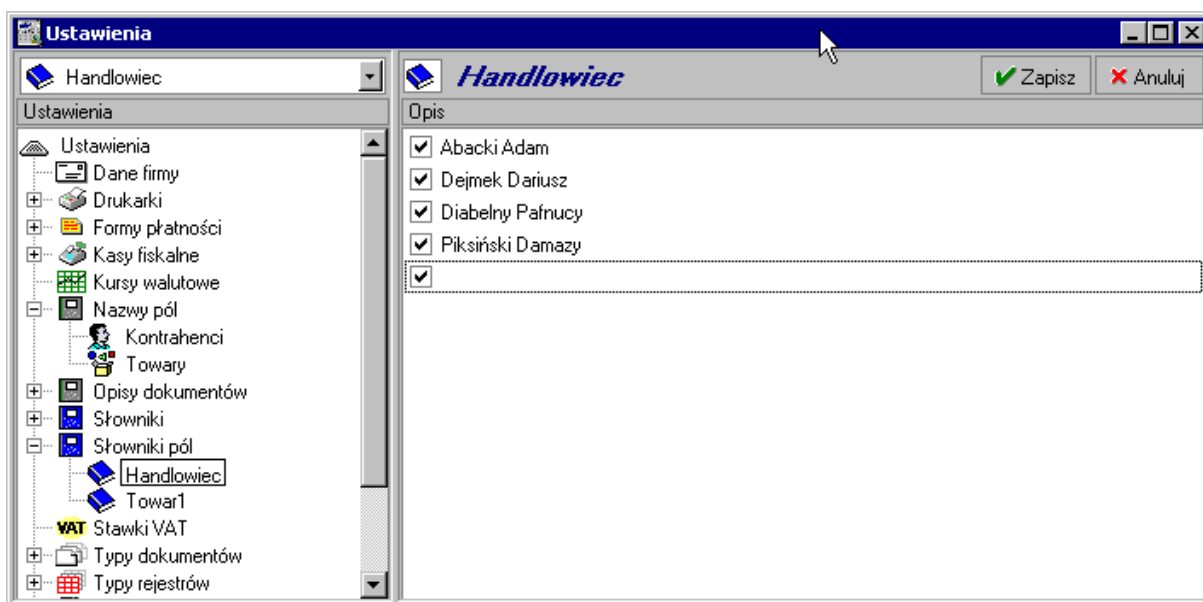 Ustawienia
Handlowiec
Ustawienia
Ustawienia
Dane firmy
Drukarki
Formy płatności
Kasy fiskalne
Kursy walutowe
Nazwy pól
Kontrahenci
Towary
Opisy dokumentów
Słowniki
Słowniki pól
Handlowiec
Towar1
VAT Stawki VAT
Typy dokumentów
Typy rejestrów
Handlowiec
Zapisz
Anuluj
Opis
Abacki Adam
Dejmek Dariusz
Diabelny Pafnucy
Piksiński Damazy